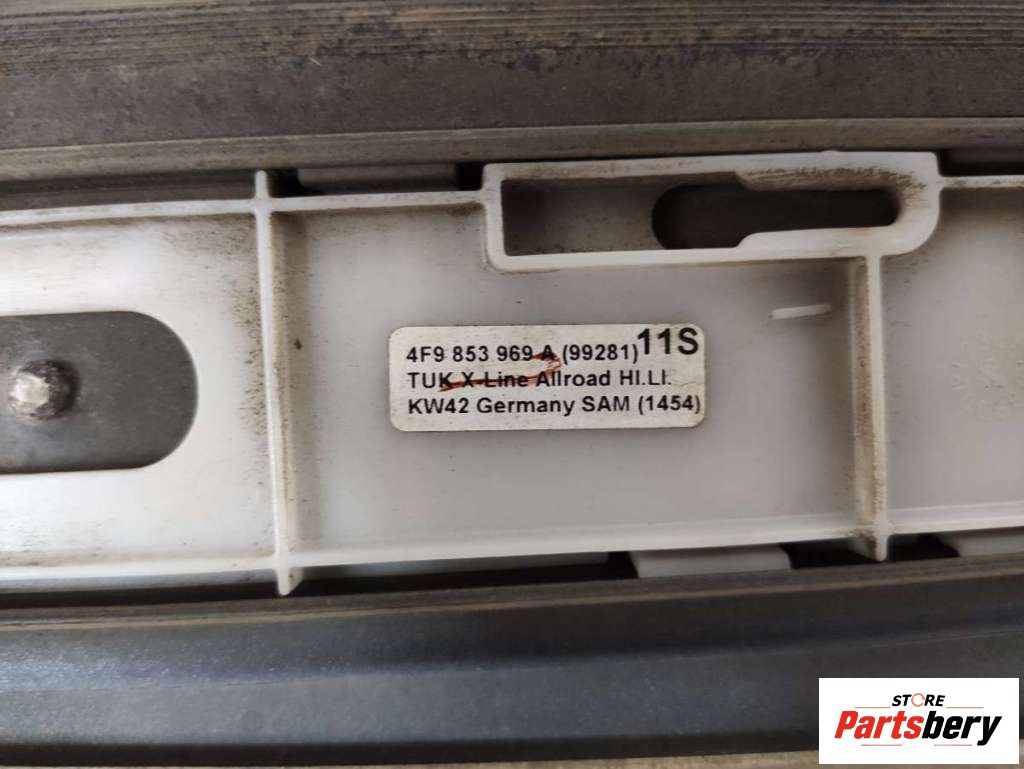 4F9 853 969 A (99281) 11S
TUK X-Line Allroad HI.LI.
KW42 Germany SAM (1454)
STORE
Partsbery